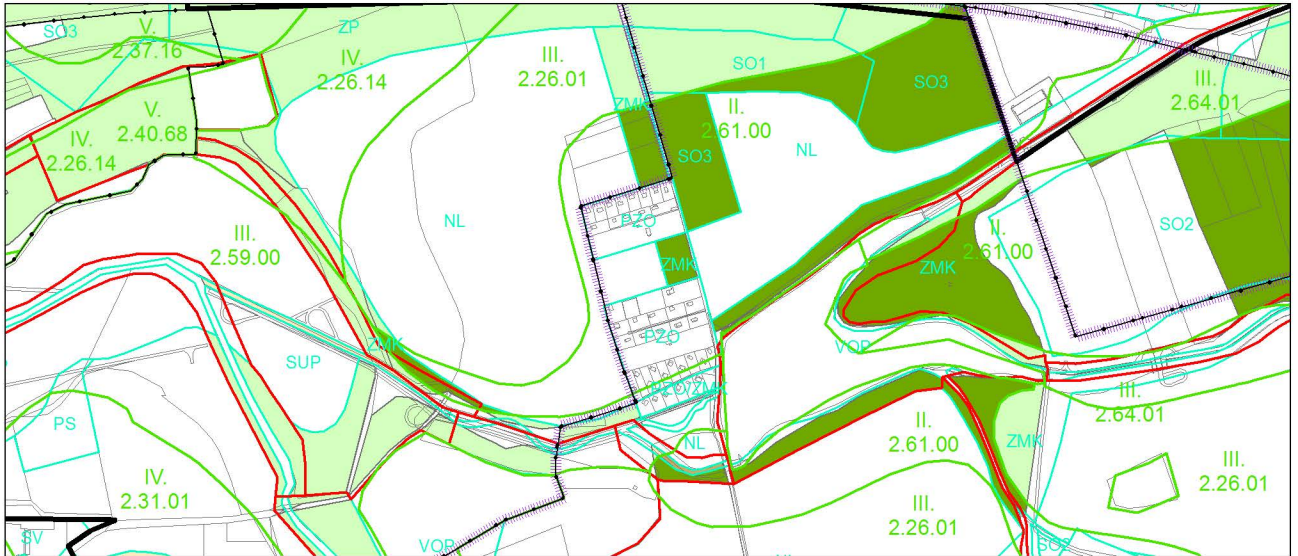 SO3
V.
2.37.16
ZP
IV.
2.26.14
III.
2.26.01
SO1
SO3
III.
2.64.01
V.
2.40.68
IV.
2.26.14
ZMK
II.
2.61.00
SO3
NL
NL
PZO
SO2
III.
2.59.00
II.
2.61.00
ZMK
ZMK
SUP
ZMK
PZO
VOP
PZO/ZMK
III.
2.64.01
PS
NL
II.
2.61.00
ZMK
IV.
2.31.01
III.
2.26.01
III.
2.26.01
SV
VOP
SO2